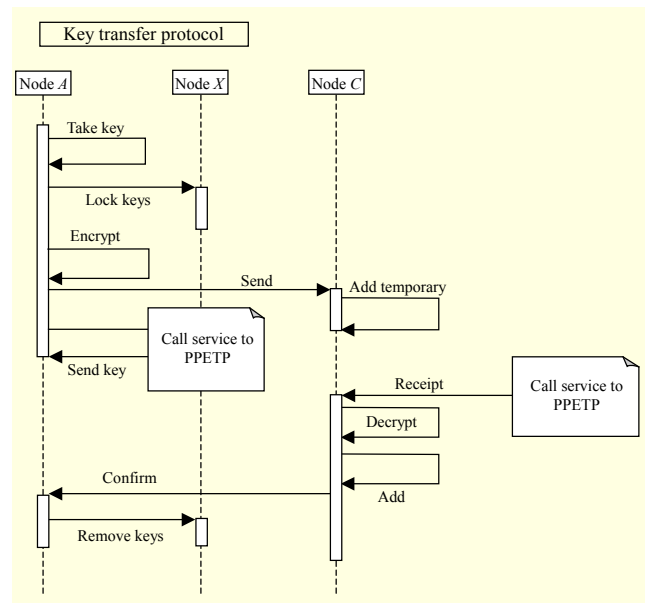 Key transfer protocol
Node A
Node X
Node C
Take key
Lock keys
Encrypt
Send
Add temporary
Call service to
PPETP
Send key
Receipt
Call service to
PPETP
Decrypt
Confirm
Add
Remove keys